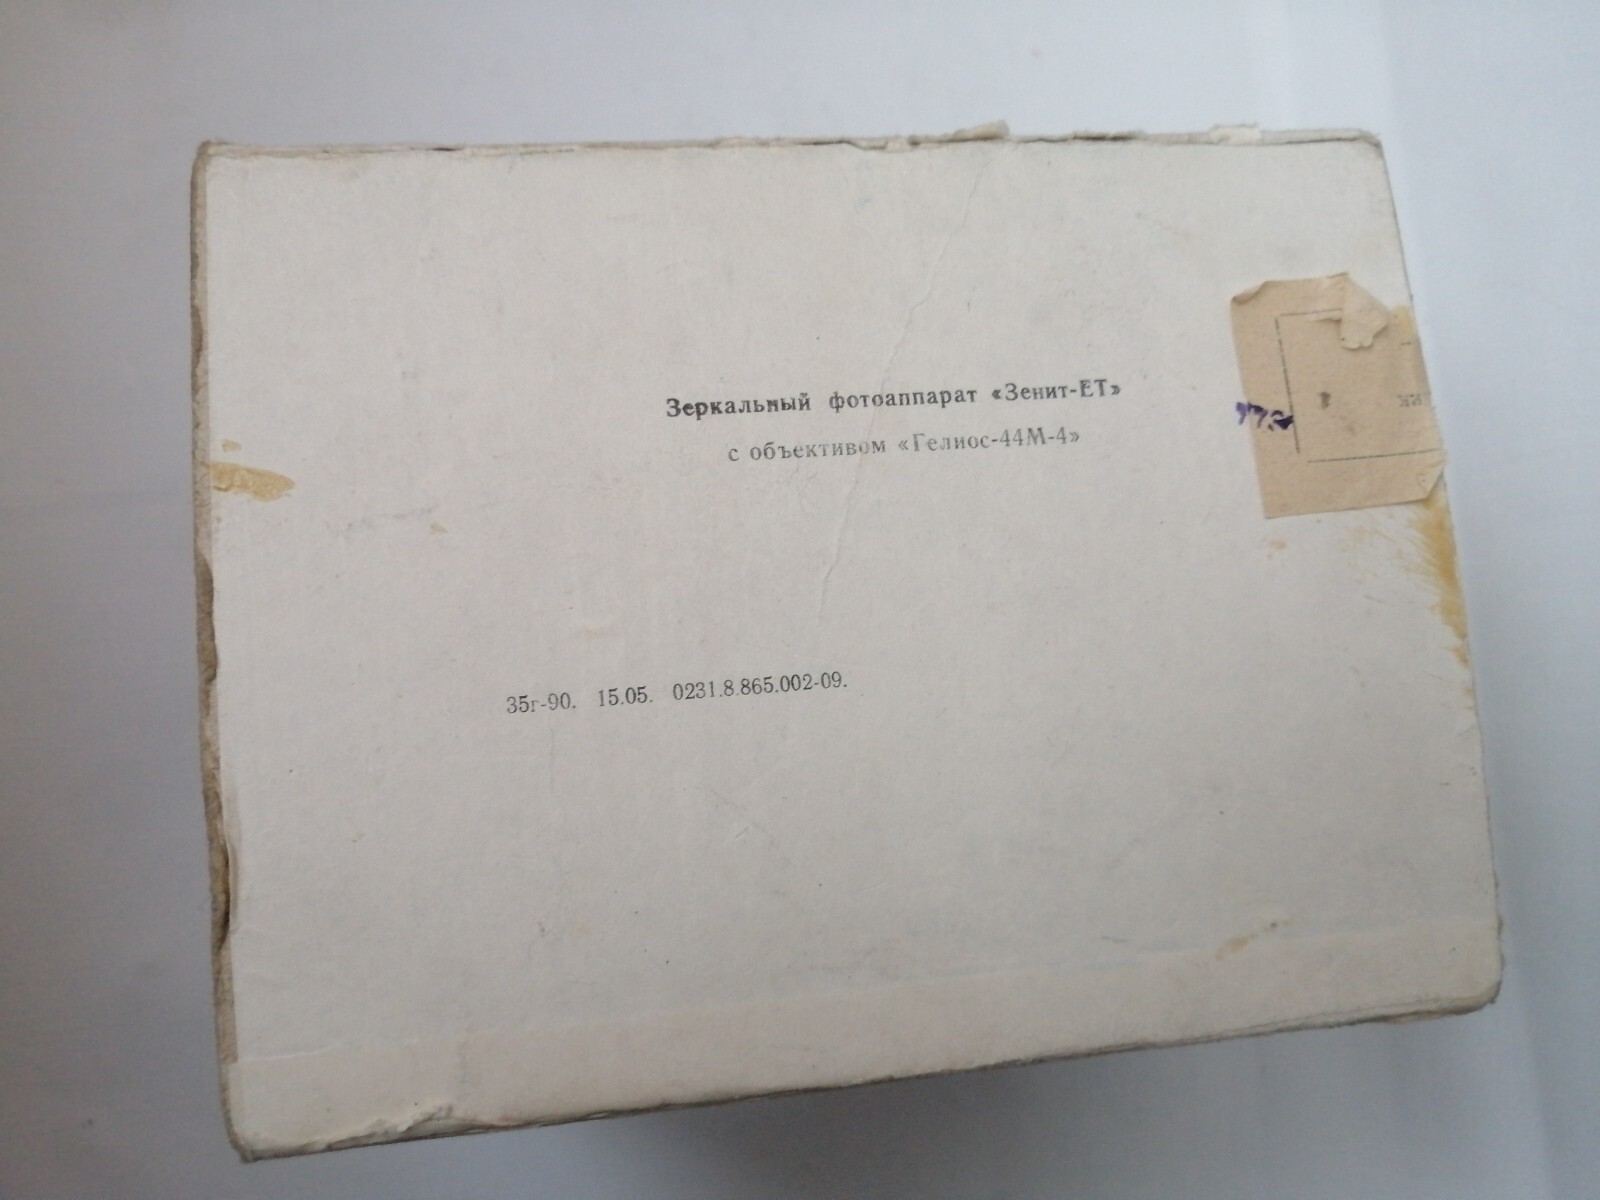 Зеркальный фотоаппарат «Зенит-ЕТ»
с объективом «Гелиос-44М-4»
35г-90. 15.05. 0231.8.865.002-09.